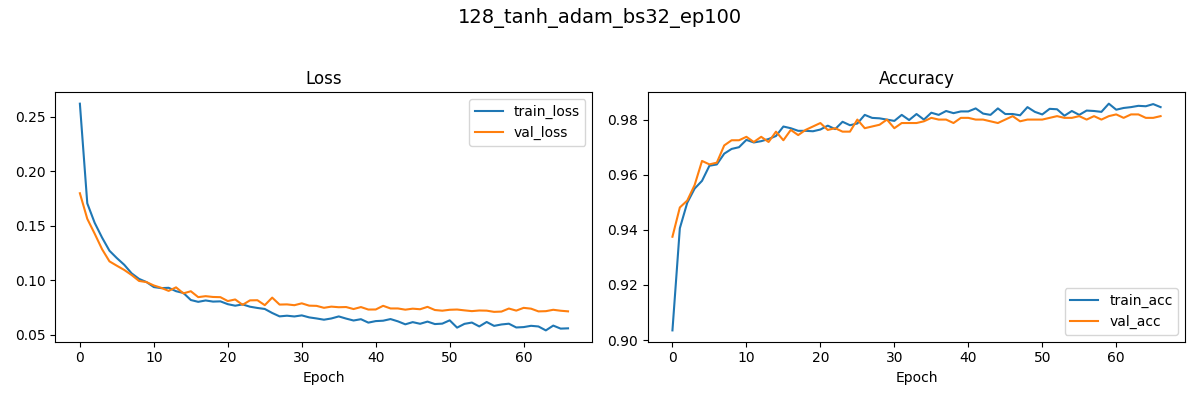 128_tanh_adam_bs32_ep100
Loss
train_loss
val_loss
0.25
0.20
0.15
0.10
0.05
0
10
20
30
40
50
60
Epoch
Accuracy
0.98
0.96
0.94
0.92
0.90
train_acc
val_acc
0
10
20
30
40
50
60
Epoch